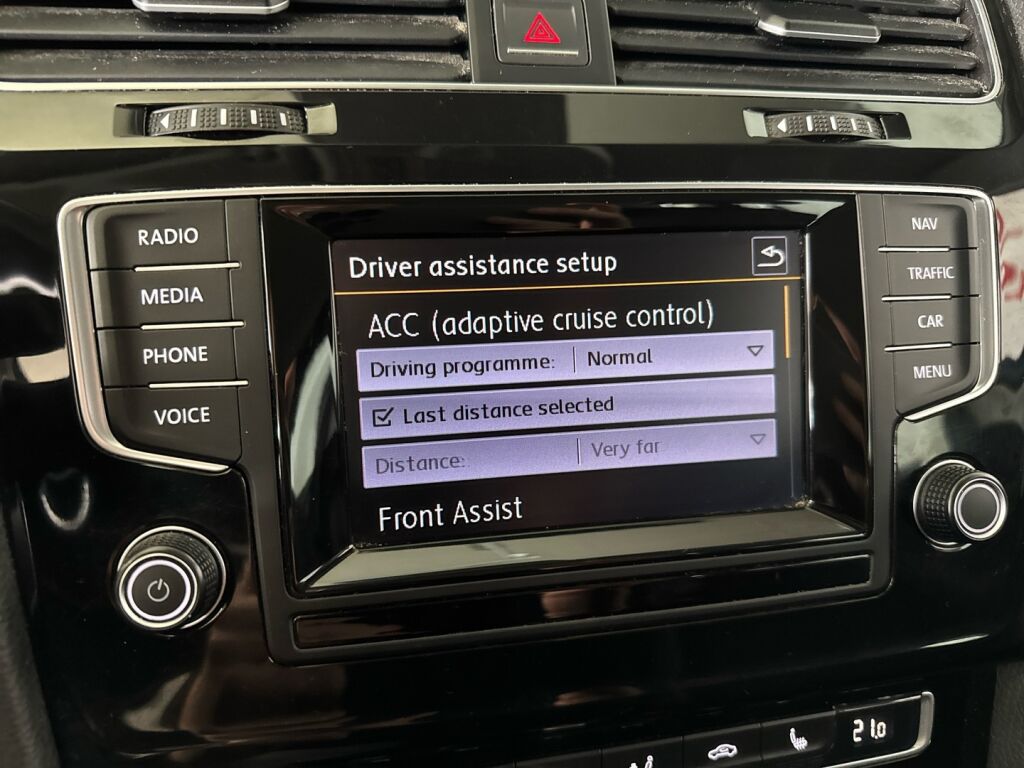 RADIO
MEDIA
PHONE
VOICE
Driver assistance setup
ACC (adaptive cruise control)
Driving programme: Normal
Last distance selected
Distance: Very far
Front Assist
NAV
TRAFFIC
CAR
MENU
21.0